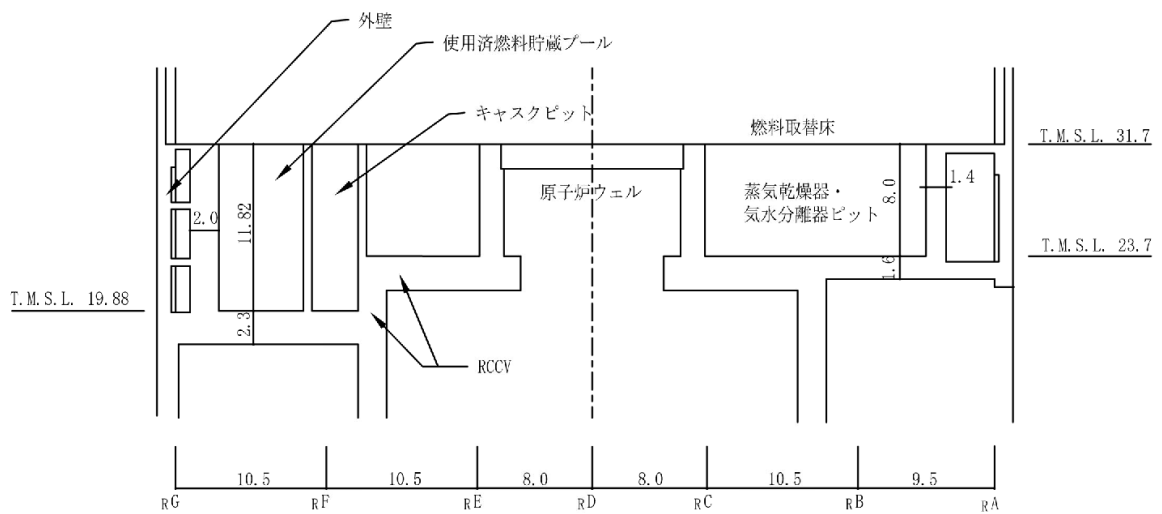 外壁
使用済燃料貯蔵プール
キャスクピット
燃料取替床
T.M.S.L. 31.7
原子炉ウェル
蒸気乾燥器・
気水分離器ピット
8.0
1.4
2.0
11.82
T.M.S.L. 23.7
1.6
T.M.S.L. 19.88
2.3
RCCV
10.5
10.5
8.0
8.0
10.5
9.5
RG
RF
RE
RD
RC
RB
RA